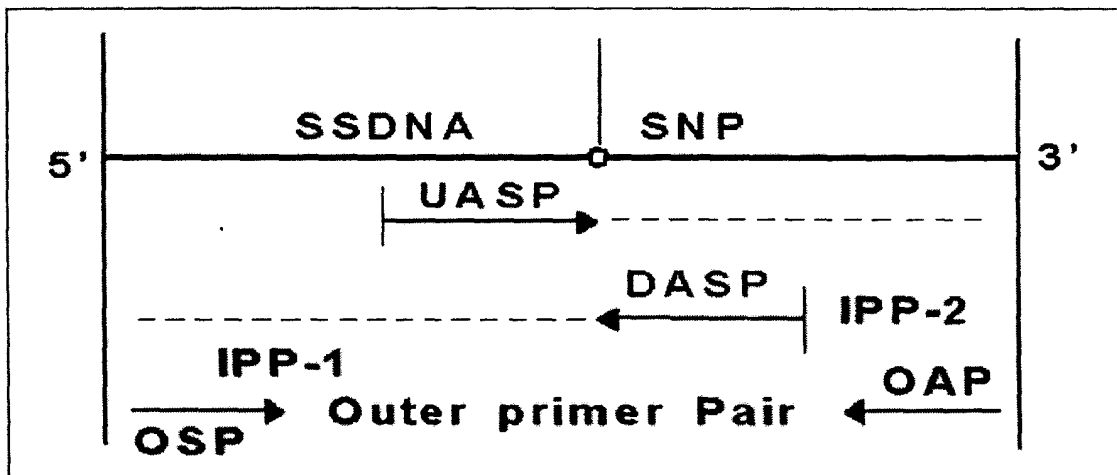 SSDNA SNP
5' 3'
UASP
DASP
IPP-2
IPP-1
OAP
Outer primer Pair
OSP